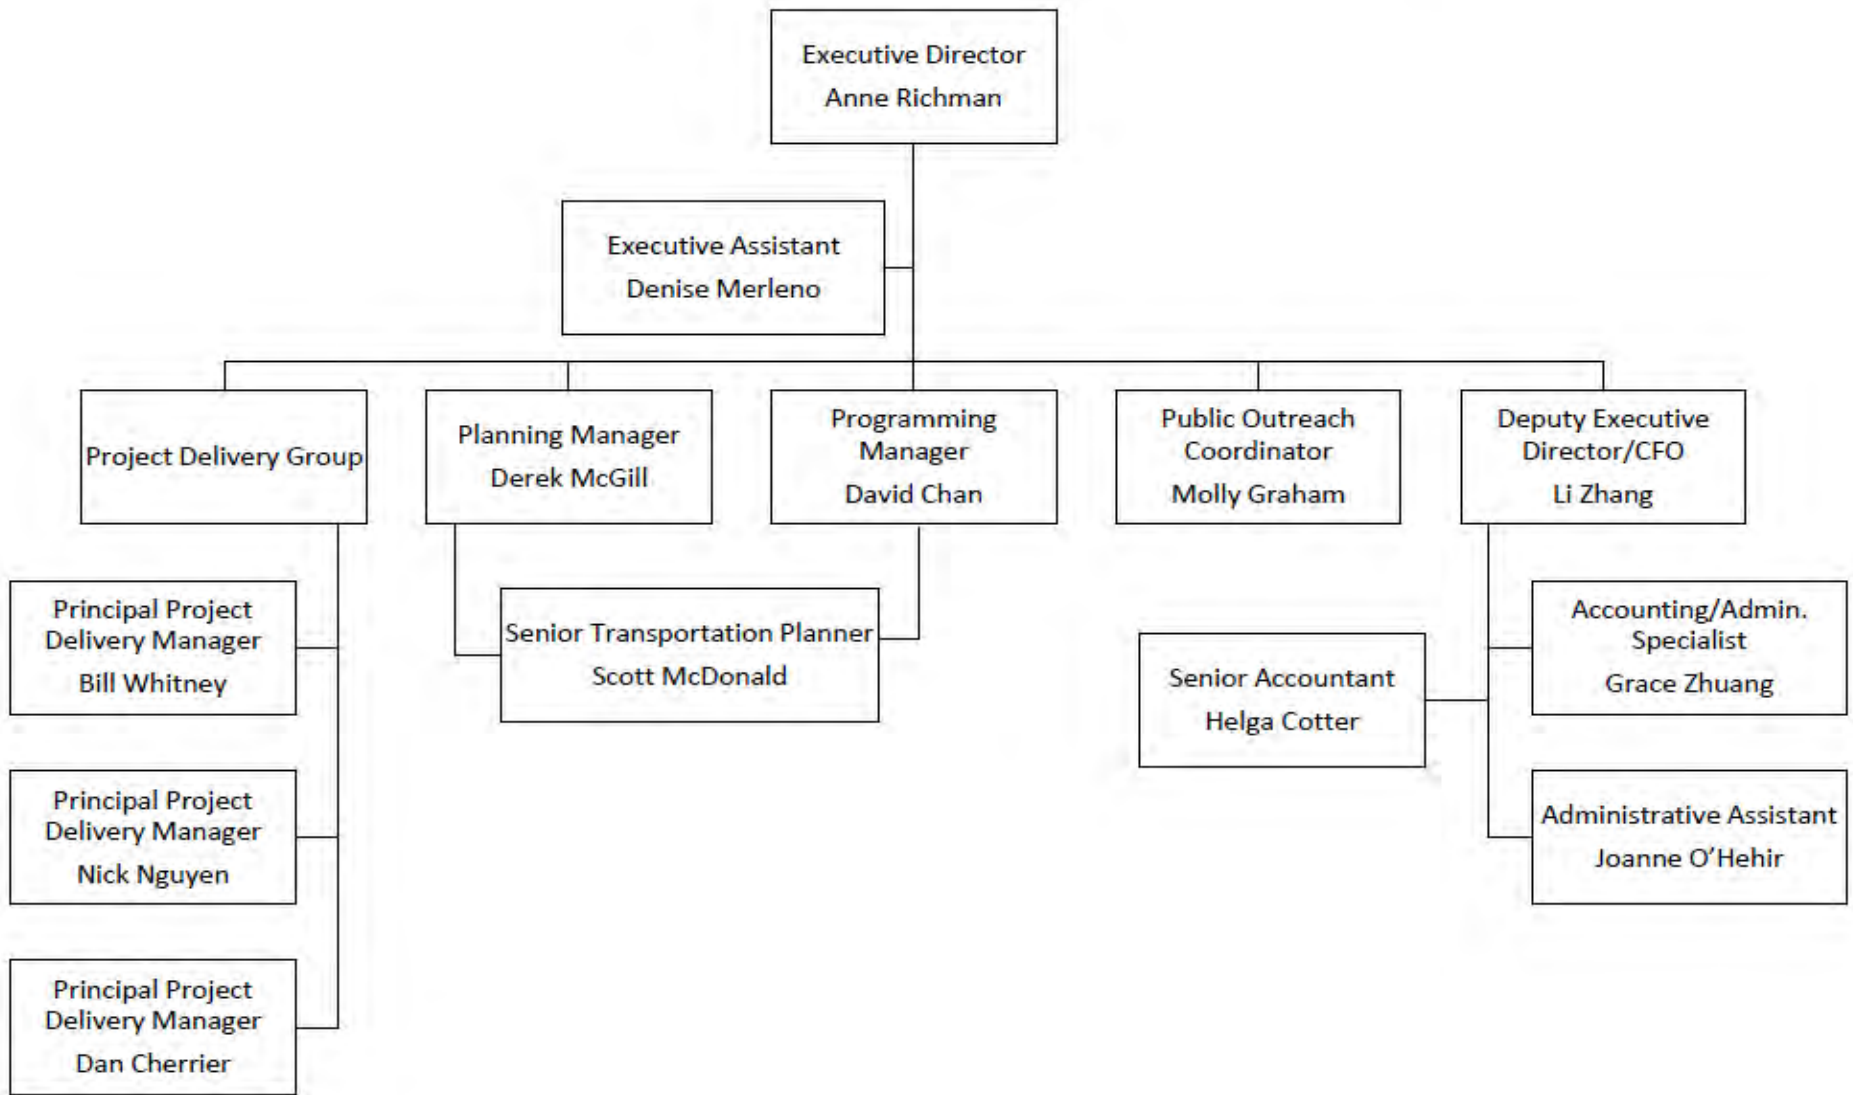 Executive Director
Anne Richman
Executive Assistant
Denise Merleno
Project Delivery Group
Planning Manager
Derek McGill
Programming
Manager
David Chan
Public Outreach
Coordinator
Molly Graham
Deputy Executive
Director/CFO
Li Zhang
Principal Project
Delivery Manager
Bill Whitney
Senior Transportation Planner
Scott McDonald
Senior Accountant
Helga Cotter
Accounting/Admin.
Specialist
Grace Zhuang
Principal Project
Delivery Manager
Nick Nguyen
Administrative Assistant
Joanne O’Hehir
Principal Project
Delivery Manager
Dan Cherrier